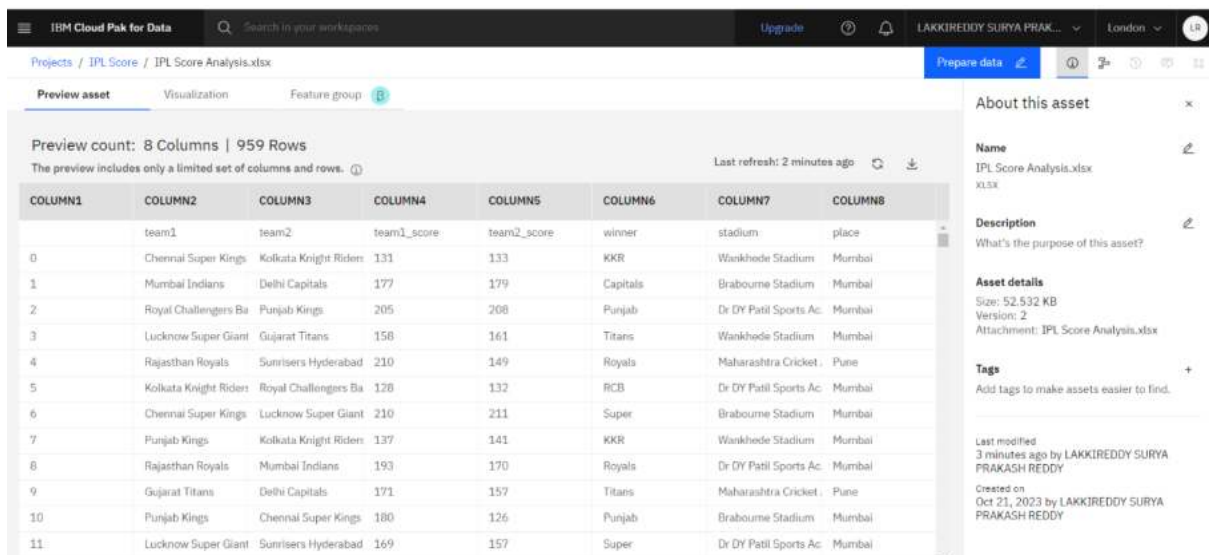 IBM Cloud Pak for Data Search in your workspaces Upgrade LAKKIREDDY SURYA PRAK... London LR
Projects / IPL Score / IPL Score Analysis.xlsx Prepare data
Preview asset Visualization Feature group β
Preview count: 8 Columns | 959 Rows
The preview includes only a limited set of columns and rows.
Last refresh: 2 minutes ago
COLUMN1 COLUMN2 COLUMN3 COLUMN4 COLUMN5 COLUMN6 COLUMN7 COLUMN8
team1 team2 team1_score team2_score winner stadium place
0 Chennai Super Kings Kolkata Knight Riders 131 133 KKR Wankhede Stadium Mumbai
1 Mumbai Indians Delhi Capitals 177 179 Capitals Brabourne Stadium Mumbai
2 Royal Challengers Ba Punjab Kings 205 208 Punjab Dr DY Patil Sports Ac Mumbai
3 Lucknow Super Giant Gujarat Titans 158 161 Titans Wankhede Stadium Mumbai
4 Rajasthan Royals Sunrisers Hyderabad 210 149 Royals Maharashtra Cricket Pune
5 Kolkata Knight Riders Royal Challengers Ba 128 132 RCB Dr DY Patil Sports Ac Mumbai
6 Chennai Super Kings Lucknow Super Giant 210 211 Super Brabourne Stadium Mumbai
7 Punjab Kings Kolkata Knight Riders 137 141 KKR Wankhede Stadium Mumbai
8 Rajasthan Royals Mumbai Indians 193 170 Royals Dr DY Patil Sports Ac Mumbai
9 Gujarat Titans Delhi Capitals 171 157 Titans Maharashtra Cricket Pune
10 Punjab Kings Chennai Super Kings 180 126 Punjab Brabourne Stadium Mumbai
11 Lucknow Super Giant Sunrisers Hyderabad 169 157 Super Dr DY Patil Sports Ac Mumbai
About this asset
Name
IPL Score Analysis.xlsx
XLSX
Description
What's the purpose of this asset?
Asset details
Size: 52.532 KB
Version: 2
Attachment: IPL Score Analysis.xlsx
Tags
Add tags to make assets easier to find.
Last modified
3 minutes ago by LAKKIREDDY SURYA
PRAKASH REDDY
Created on
Oct 21, 2023 by LAKKIREDDY SURYA
PRAKASH REDDY